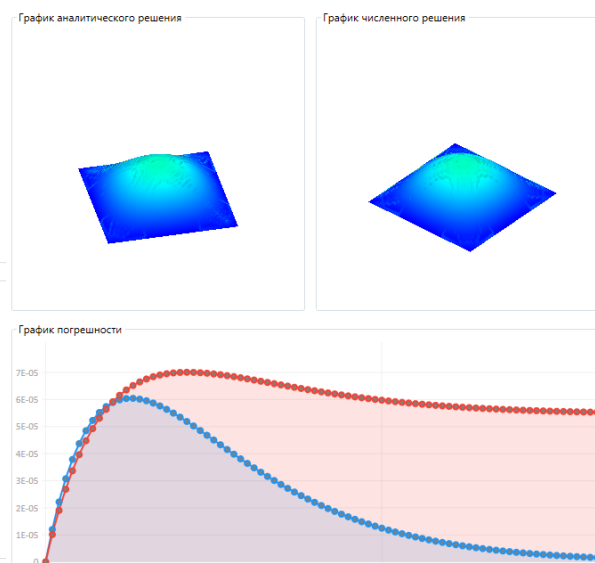 График аналитического решения
График численного решения
График погрешности
7E-05
6E-05
5E-05
4E-05
3E-05
2E-05
1E-05
0